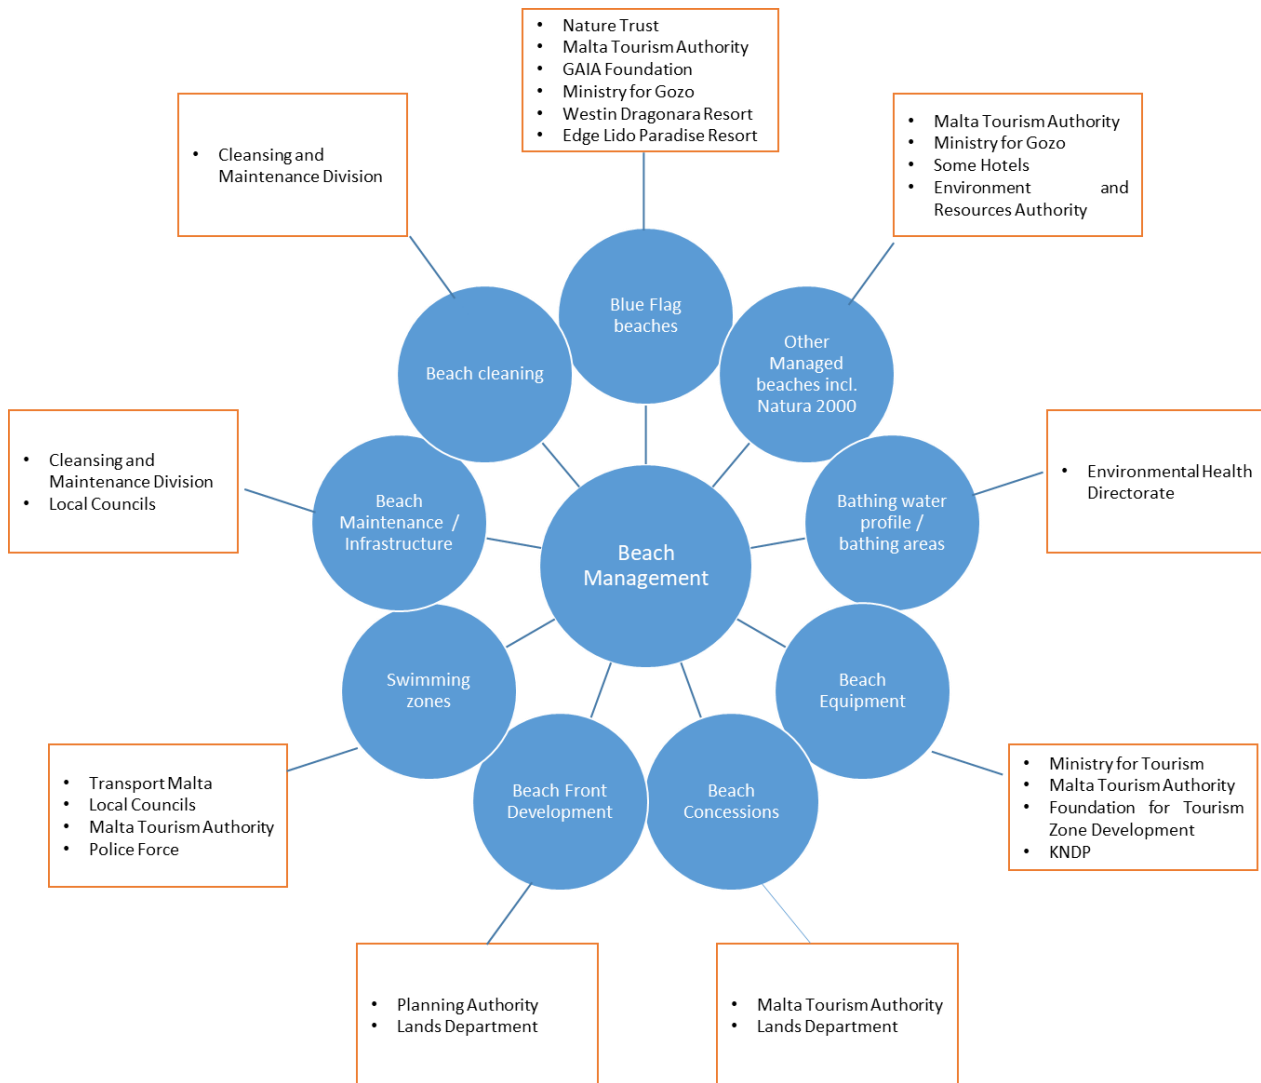 • Nature Trust
• Malta Tourism Authority
• GAIA Foundation
• Ministry for Gozo
• Westin Dragonara Resort
• Edge Lido Paradise Resort
• Malta Tourism Authority
• Ministry for Gozo
• Some Hotels
• Environment and
Resources Authority
• Cleansing and
Maintenance Division
Blue Flag
beaches
Other
Managed
beaches incl.
Natura 2000
Beach cleaning
• Cleansing and
Maintenance Division
• Local Councils
Beach
Maintenance /
Infrastructure
Bathing water
profile /
bathing areas
• Environmental Health
Directorate
Beach
Management
Swimming
zones
Beach
Equipment
• Transport Malta
• Local Councils
• Malta Tourism Authority
• Police Force
Beach Front
Development
Beach
Concessions
• Ministry for Tourism
• Malta Tourism Authority
• Foundation for Tourism
Zone Development
• KNDP
• Planning Authority
• Lands Department
• Malta Tourism Authority
• Lands Department